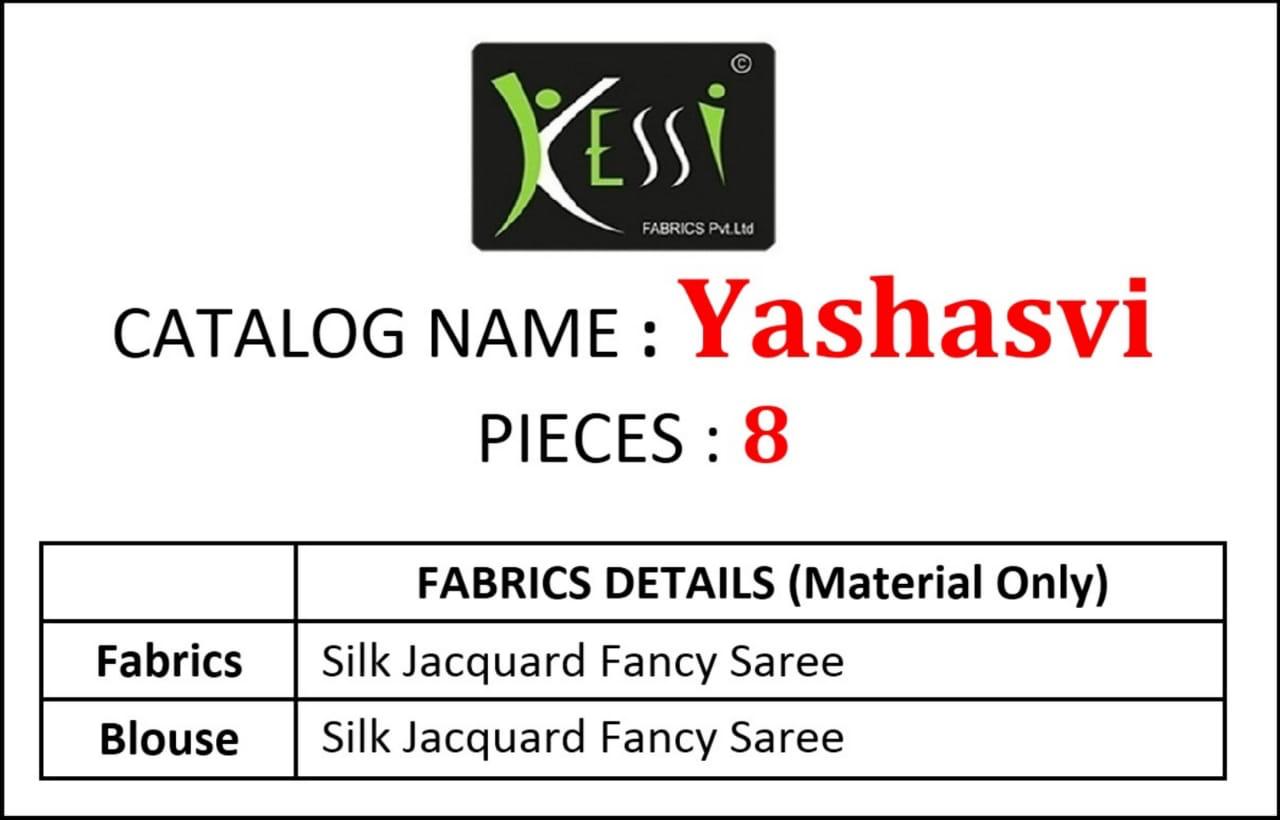 ©
KESSi
FABRICS Pvt.Ltd
CATALOG NAME : Yashasvi
PIECES : 8
FABRICS DETAILS (Material Only)
Fabrics Silk Jacquard Fancy Saree
Blouse Silk Jacquard Fancy Saree